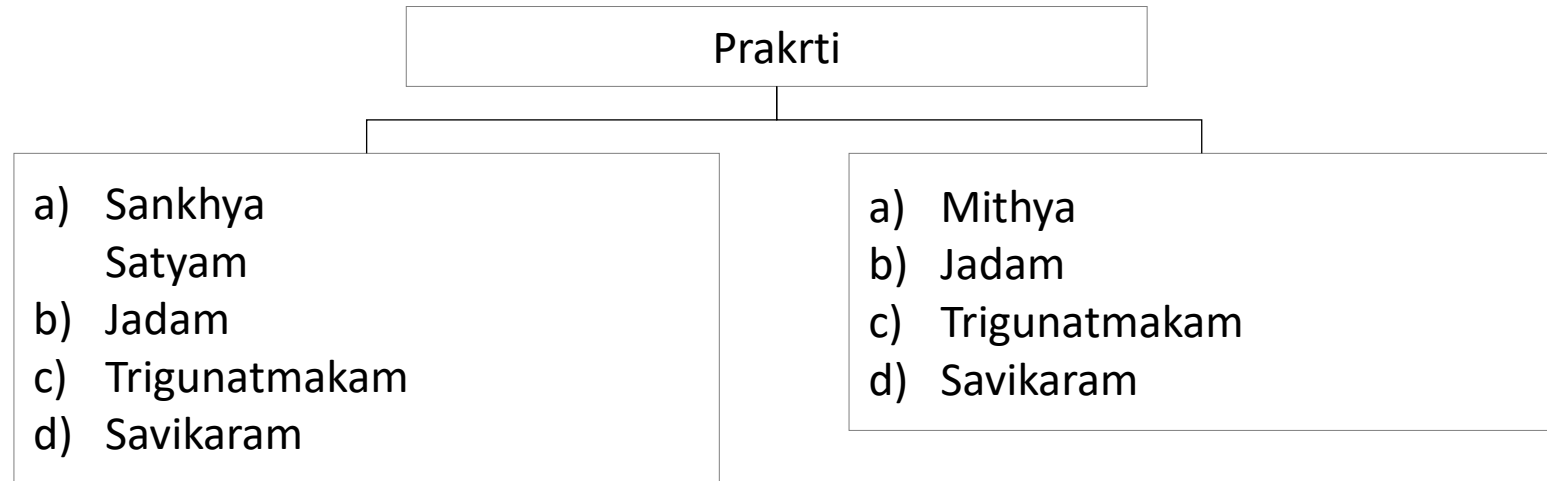 Prakrti
a) Sankhya
Satyam
b) Jadam
c) Trigunatmakam
d) Savikaram
a) Mithya
b) Jadam
c) Trigunatmakam
d) Savikaram